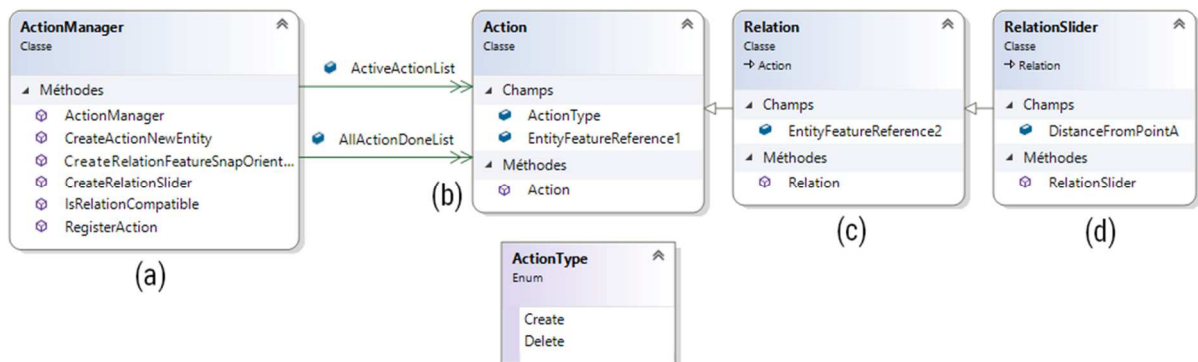 ActionManager
Classe
Méthodes
ActionManager
CreateActionNewEntity
CreateRelationFeatureSnapOrient...
CreateRelationSlider
IsRelationCompatible
RegisterAction
(a)
ActiveActionList
AllActionDoneList
(b)
Action
Classe
Champs
ActionType
EntityFeatureReference1
Méthodes
Action
Relation
Classe
Action
Champs
EntityFeatureReference2
Méthodes
Relation
(c)
RelationSlider
Classe
Relation
Champs
DistanceFromPointA
Méthodes
RelationSlider
(d)
ActionType
Enum
Create
Delete